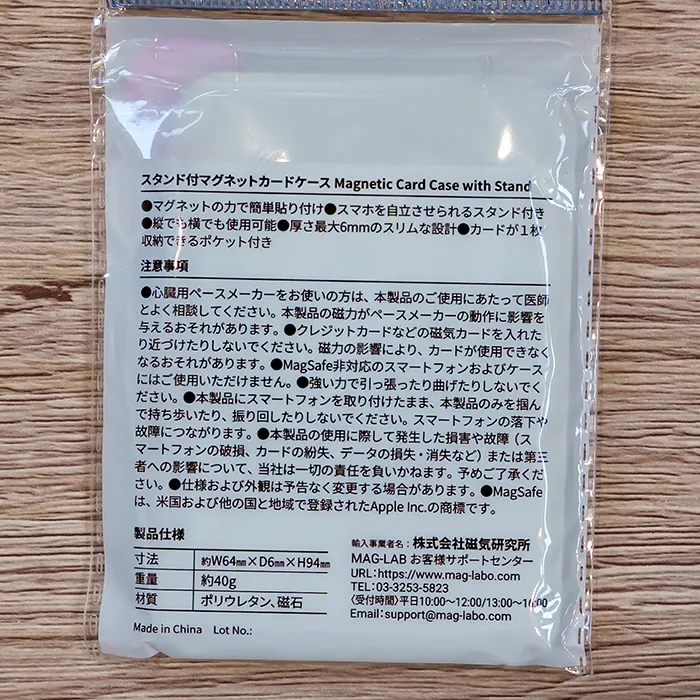 スタンド付マグネットカードケース Magnetic Card Case with Stand
●マグネットの力で簡単貼り付け●スマホを自立させられるスタンド付き
●縦でも横でも使用可能●厚さ最大6mmのスリムな設計●カードが1枚
収納できるポケット付き
注意事項
●心臓用ペースメーカーをお使いの方は、本製品のご使用にあたって医師
とよく相談してください。本製品の磁力がペースメーカーの動作に影響を
与えるおそれがあります。●クレジットカードなどの磁気カードを入れた
り近づけたりしないでください。磁力の影響により、カードが使用できなく
なるおそれがあります。●MagSafe非対応のスマートフォンおよびケース
にはご使用いただけません。●強い力で引っ張ったり曲げたりしないでく
ださい。●本製品にスマートフォンを取り付けたまま、本製品のみを掴ん
で持ち歩いたり、振り回したりしないでください。スマートフォンの落下や
故障につながります。●本製品の使用に際して発生した損害や故障（ス
マートフォンの破損、カードの紛失、データの損失・消失など）または第三
者への影響について、当社は一切の責任を負いかねます。予めご了承くだ
さい。●仕様および外観は予告なく変更する場合があります。●MagSafe
は、米国および他の国と地域で登録されたApple Inc.の商標です。
製品仕様
寸法 約W64mm×D6mm×H94mm
重量 約40g
材質 ポリウレタン、磁石
輸入事業者名：株式会社磁気研究所
MAG-LAB お客様サポートセンター
URL：https://www.mag-labo.com
TEL：03-3253-5823
〈受付時間〉平日10:00〜12:00/13:00〜16:00
Email：support@mag-labo.com
Made in China Lot No.: